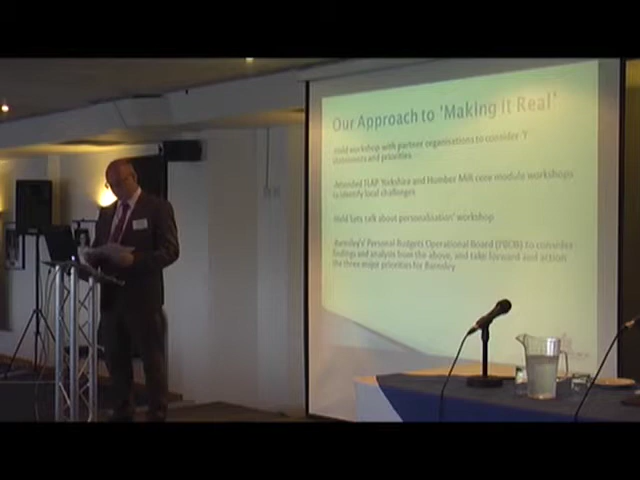 Our Approach to 'Making it Real'
Hold workshop with partner organisations to consider 'I'
statements and priorities
Attended TLAP Yorkshire and Humber MiR core module workshops
to identify local challenges
Hold 'Lets talk about personalisation' workshop
Barnsley's Personal Budgets Operational Board (PBOB) to consider
findings and analysis from the above, and take forward and action
the three major priorities for Barnsley